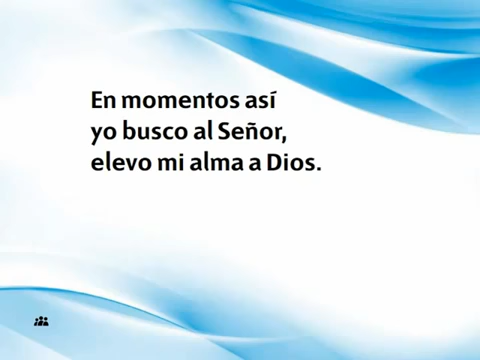 En momentos así
yo busco al Señor,
elevo mi alma a Dios.